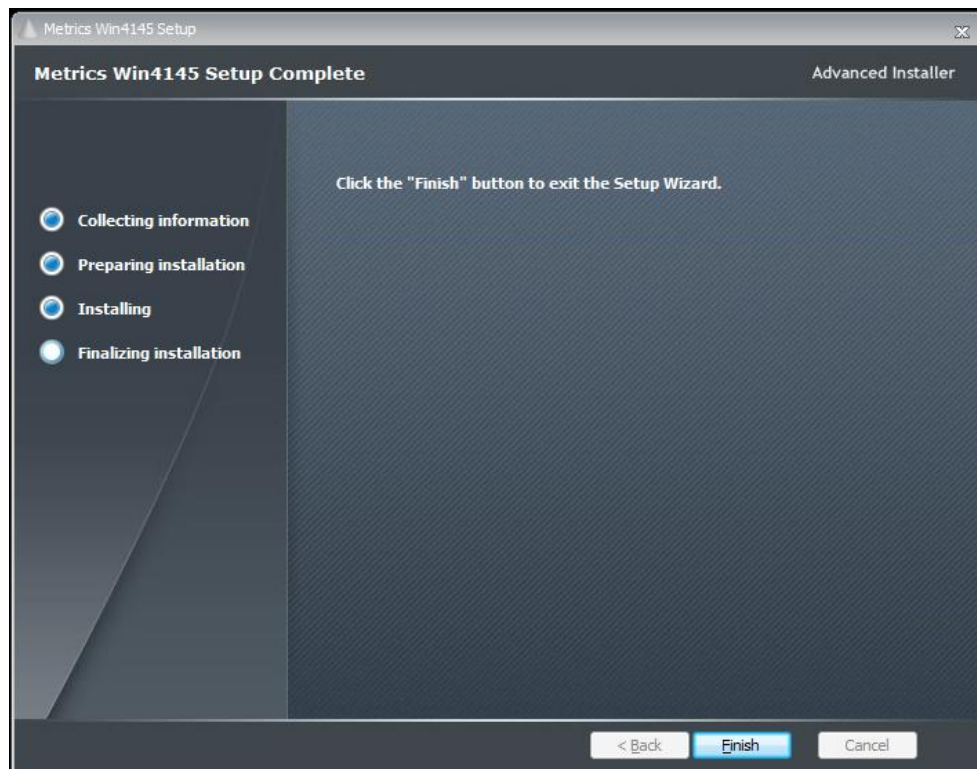 Metrics Win4145 Setup
Metrics Win4145 Setup Complete
Advanced Installer
Click the "Finish" button to exit the Setup Wizard.
Collecting information
Preparing installation
Installing
Finalizing installation
< Back
Finish
Cancel